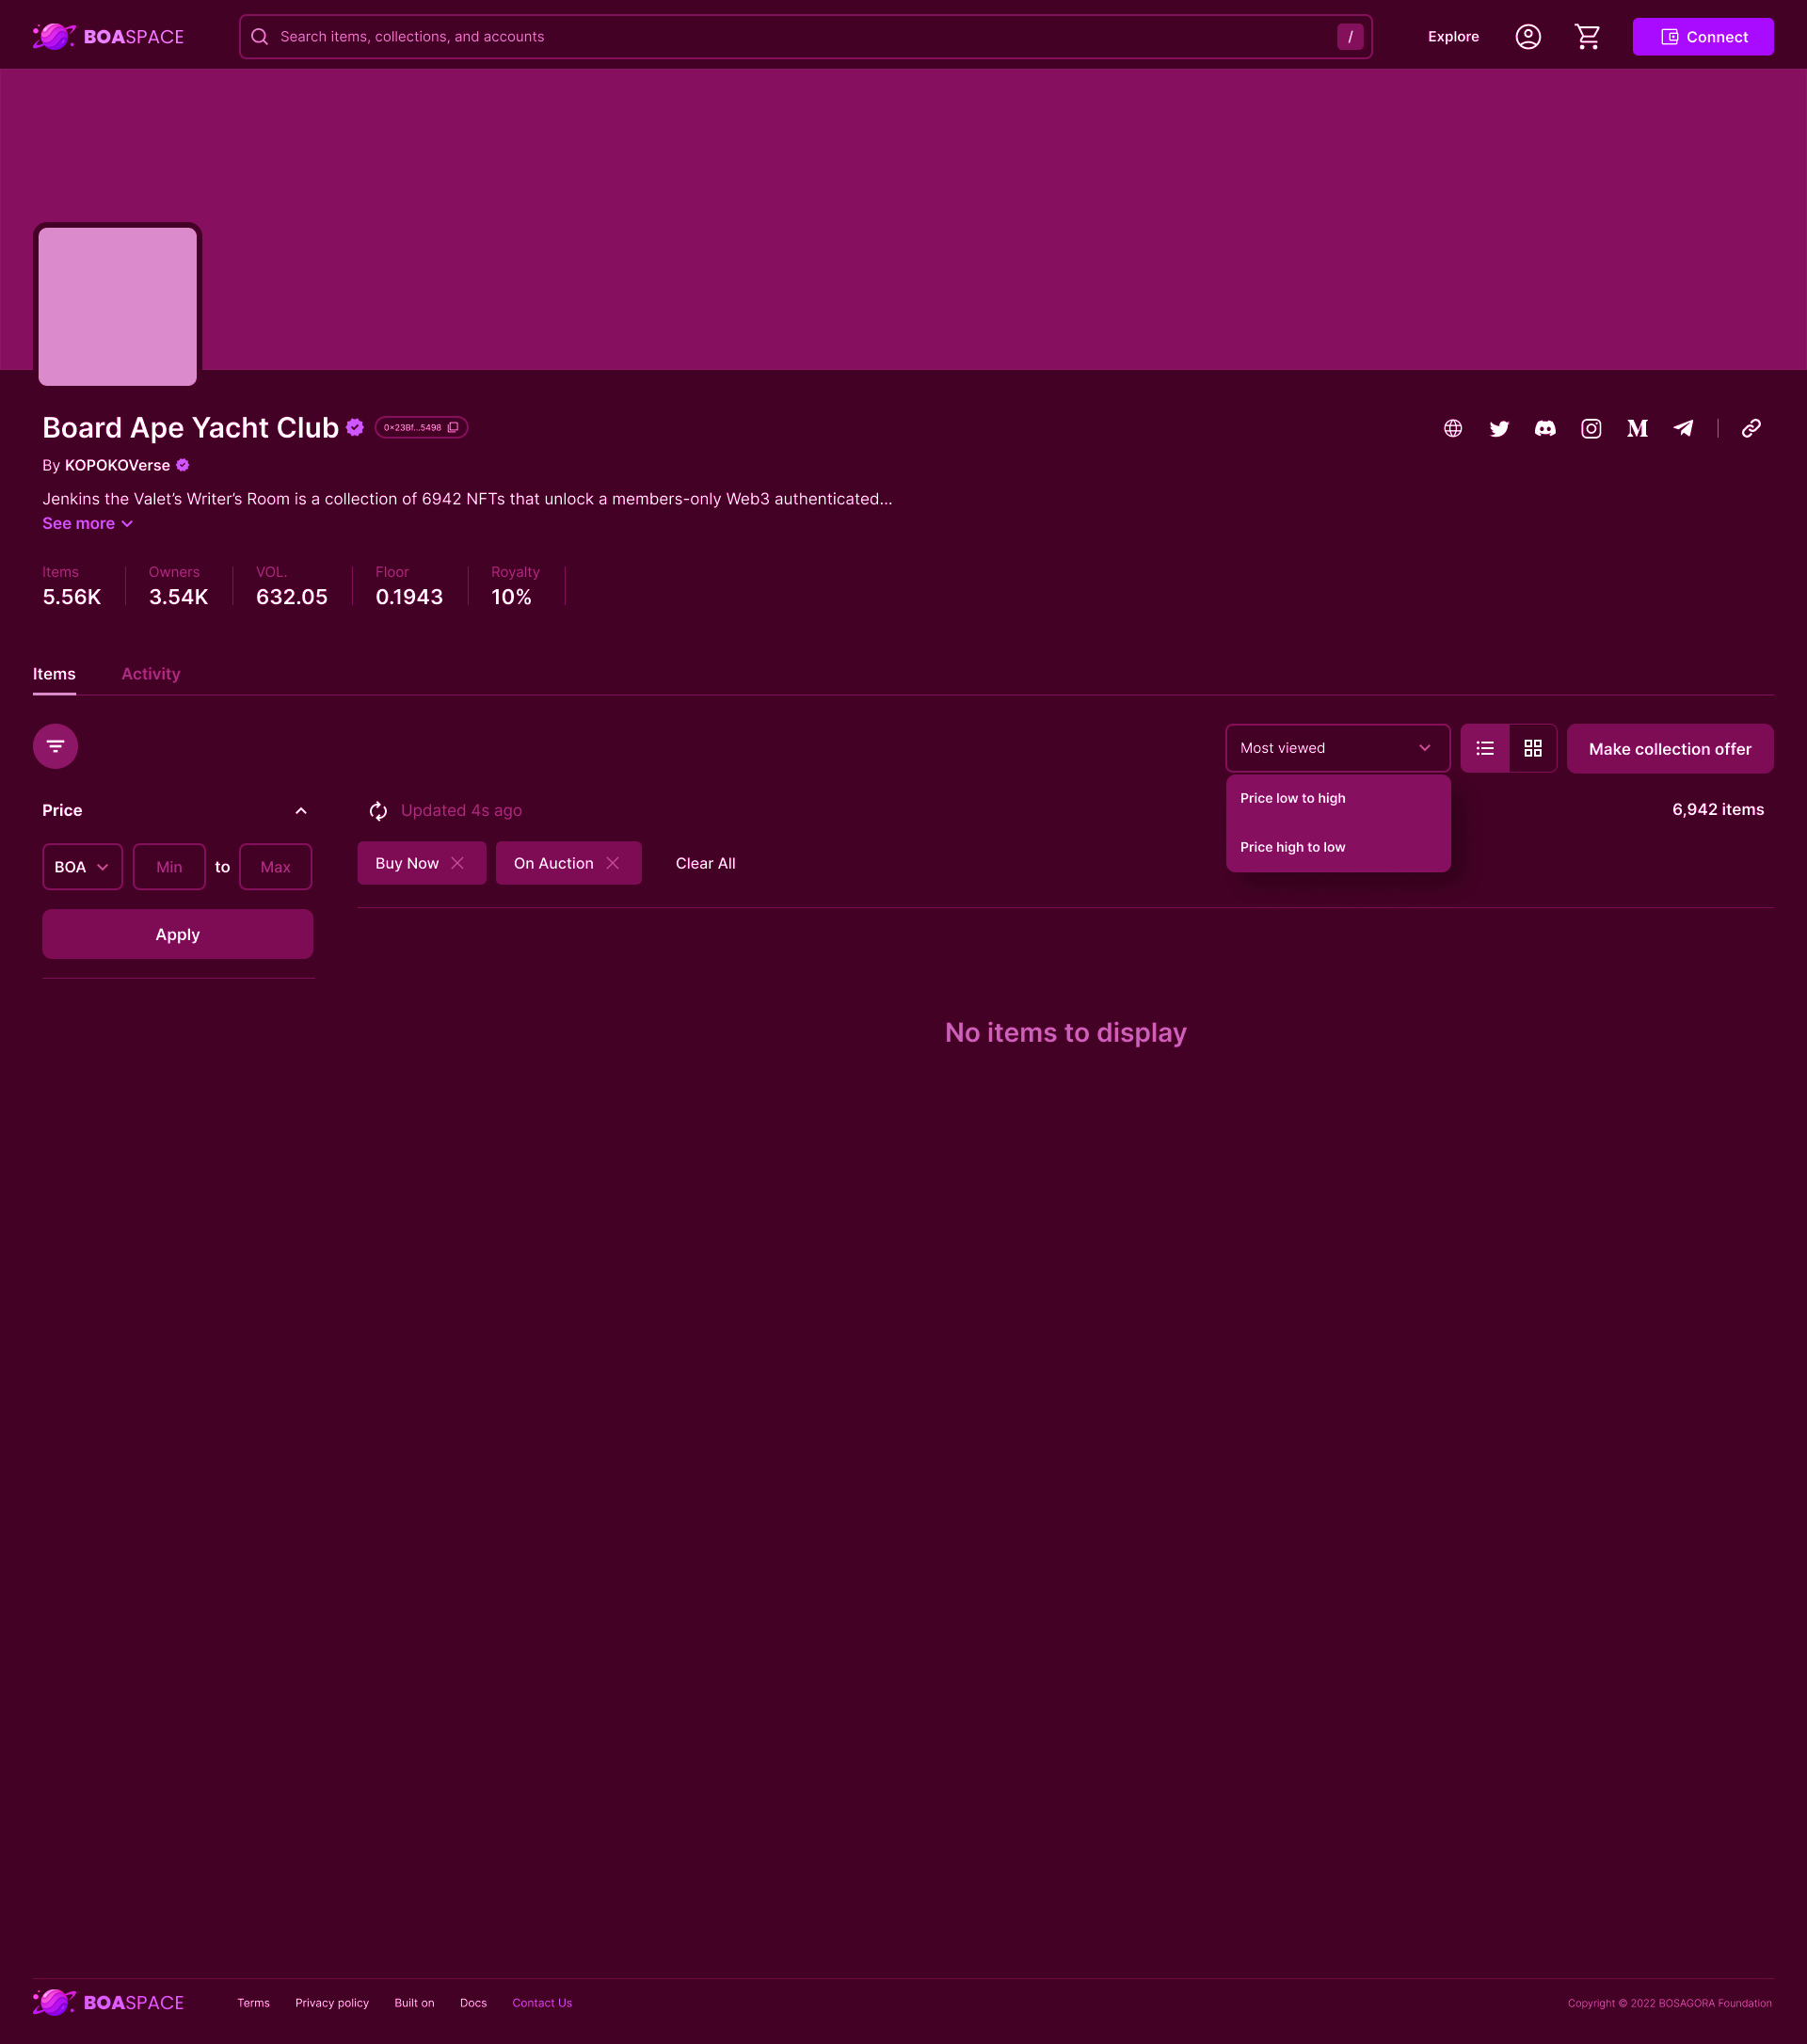 BOASPACE
Search items, collections, and accounts
/
Explore
Connect
Board Ape Yacht Club
0x23Bf...5498
By KOPOKOVerse
Jenkins the Valet’s Writer’s Room is a collection of 6942 NFTs that unlock a members-only Web3 authenticated...
See more
Items
Owners
VOL.
Floor
Royalty
5.56K
3.54K
632.05
0.1943
10%
Items
Activity
Most viewed
Make collection offer
Price low to high
Price high to low
Price
Updated 4s ago
6,942 items
BOA
Min
to
Max
Buy Now
On Auction
Clear All
Apply
No items to display
BOASPACE
Terms
Privacy policy
Built on
Docs
Contact Us
Copyright © 2022 BOSAGORA Foundation